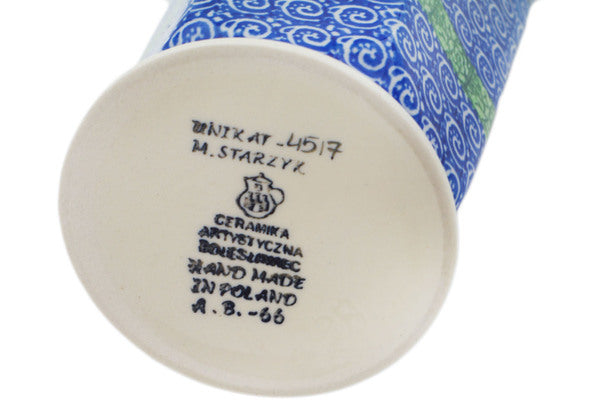 UNIKAT-4517
M. STARZYK
CERAMIKA
ARTYSTYCZNA
BOLESŁAWIEC
HAND MADE
IN POLAND
A.B.-66